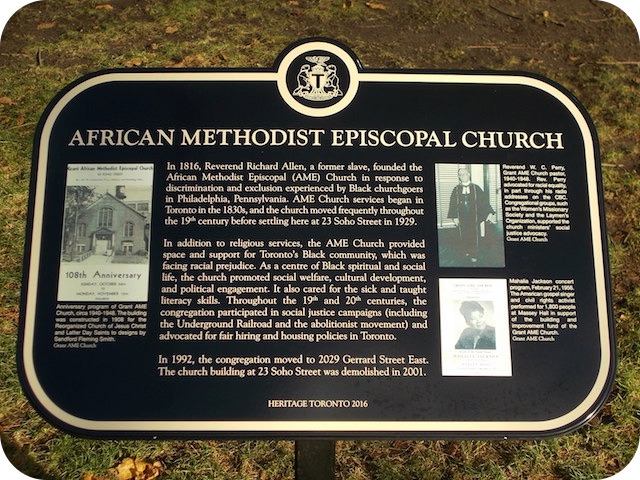 T
AFRICAN METHODIST EPISCOPAL CHURCH
Grant AME Church
108th Anniversary
Anniversary program of Grant AME
Church, circa 1940-1948. The building
was constructed in 1908 for the
Reorganized Church of Jesus Christ
and Latter Day Saints to designs by
Sandford Fleming Smith.
Grant AME Church
In 1816, Reverend Richard Allen, a former slave, founded the
African Methodist Episcopal (AME) Church in response to
discrimination and exclusion experienced by Black churchgoers
in Philadelphia, Pennsylvania. AME Church services began in
Toronto in the 1830s, and the church moved frequently throughout
the 19th century before settling here at 23 Soho Street in 1929.
In addition to religious services, the AME Church provided
space and support for Toronto's Black community, which was
facing racial prejudice. As a centre of Black spiritual and social
life, the church promoted social welfare, cultural development,
and political engagement. It also cared for the sick and taught
literacy skills. Throughout the 19th and 20th centuries, the
congregation participated in social justice campaigns (including
the Underground Railroad and the abolitionist movement) and
advocated for fair hiring and housing policies in Toronto.
In 1992, the congregation moved to 2029 Gerrard Street East.
The church building at 23 Soho Street was demolished in 2001.
Reverend W. C. Perry,
Grant AME Church pastor,
1940-1948. Rev. Perry
advocated for racial equality,
in part through his radio
addresses on the CBC.
Congregational groups, such
as the Women's Missionary
Society and the Laymen's
Organization, supported the
church ministers' social
justice advocacy.
Grant AME Church
Mahalia Jackson concert
program, February 21, 1956.
The American gospel singer
and civil rights activist
performed for 1,800 people
at Massey Hall in support
of the building and
improvement fund of the
Grant AME Church.
Grant AME Church
HERITAGE TORONTO 2016